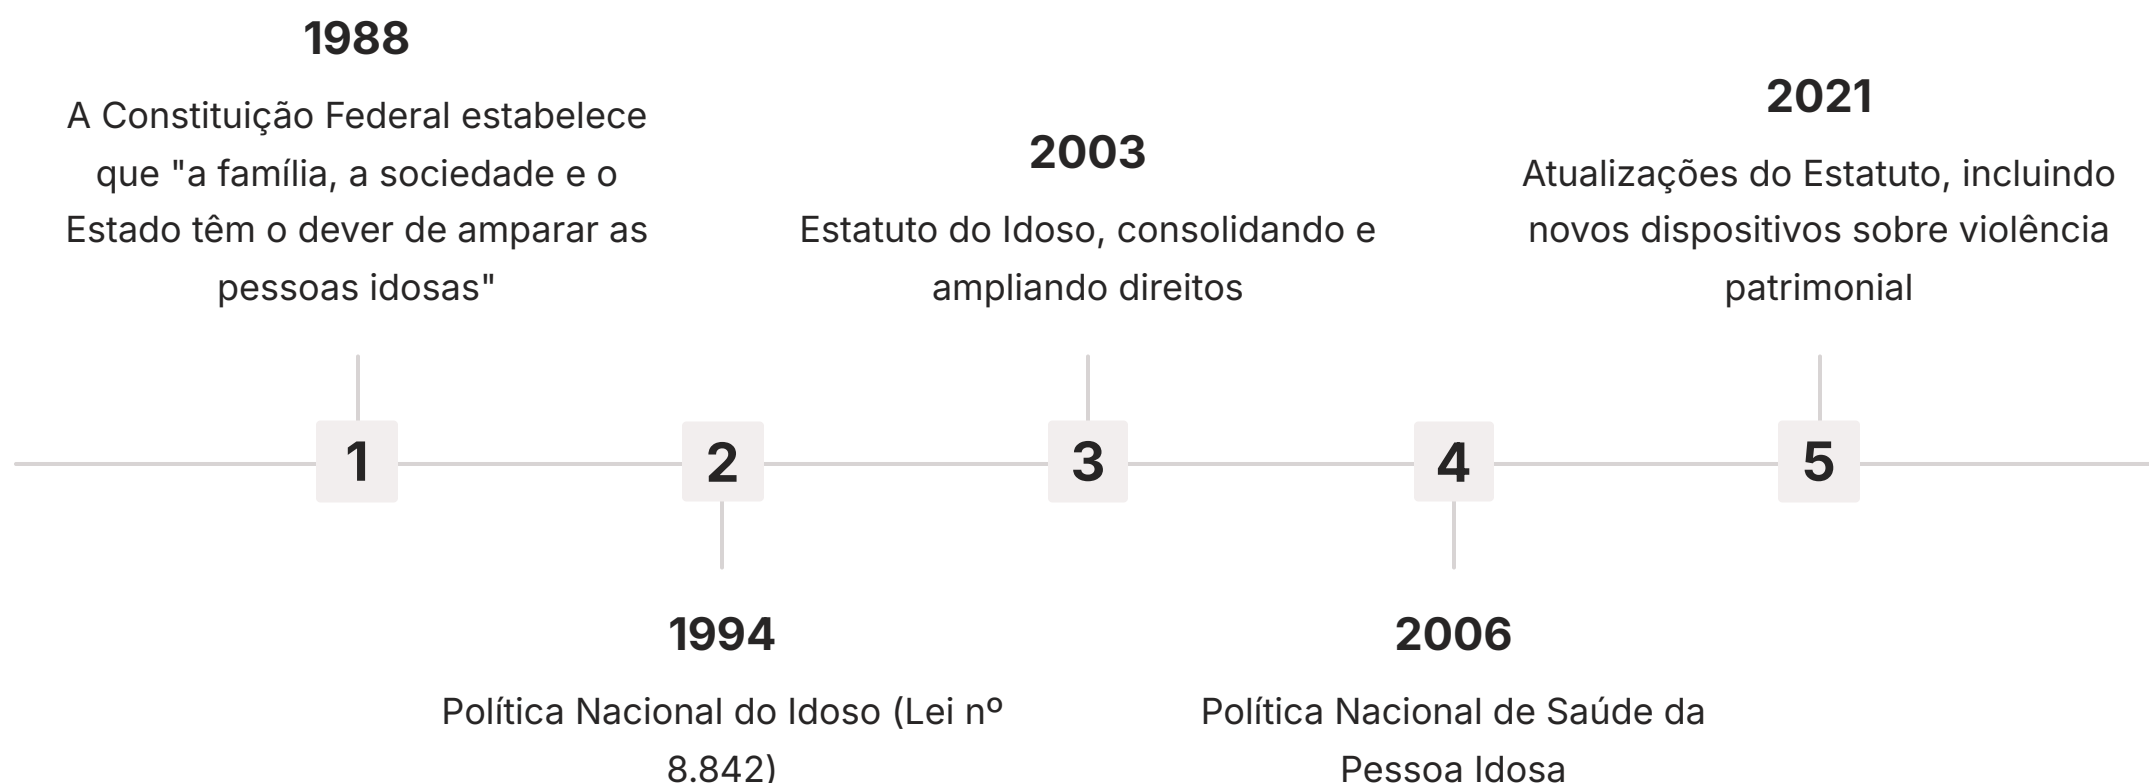 1988
A Constituição Federal estabelece
que "a família, a sociedade e o
Estado têm o dever de amparar as
pessoas idosas"
2003
Estatuto do Idoso, consolidando e
ampliando direitos
2021
Atualizações do Estatuto, incluindo
novos dispositivos sobre violência
patrimonial
1
2
3
4
5
1994
Política Nacional do Idoso (Lei nº
8.842)
2006
Política Nacional de Saúde da
Pessoa Idosa